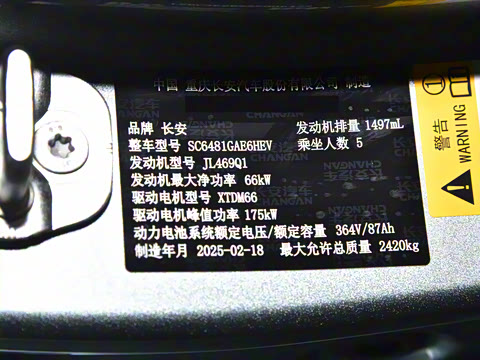 中国 重庆长安汽车股份有限公司 制造
品牌 长安 发动机排量 1497mL
整车型号 SC6481GAE6HEV 乘坐人数 5
发动机型号 JL469Q1
发动机最大净功率 66kW
驱动电机型号 XTDM66
驱动电机峰值功率 175kW
动力电池系统额定电压/额定容量 364V/87Ah
制造年月 2025-02-18 最大允许总质量 2420kg
警告
WARNING